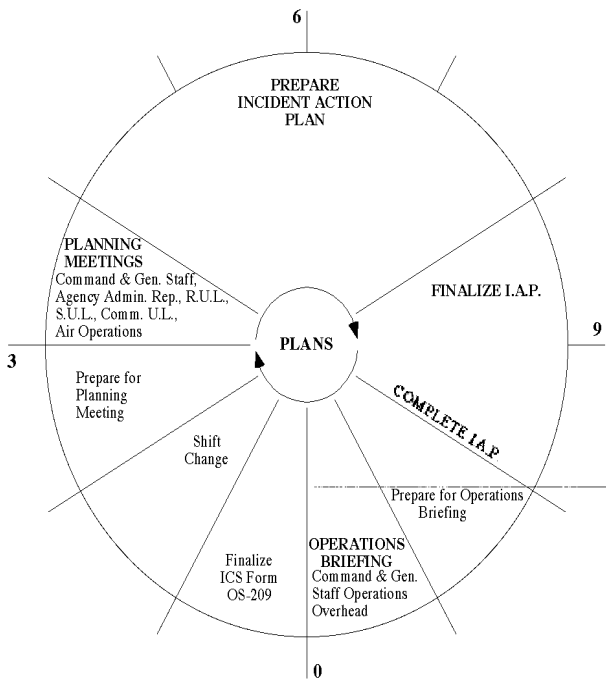 6
PREPARE
INCIDENT ACTION
PLAN
PLANNING
MEETINGS
Command & Gen. Staff,
Agency Admin. Rep., R.U.L.,
S.U.L., Comm. U.L.,
Air Operations
FINALIZE I.A.P.
PLANS
3
9
Prepare for
Planning
Meeting
COMPLETE I.A.P.
Shift
Change
Prepare for Operations
Briefing
Finalize
ICS Form
OS-209
OPERATIONS
BRIEFING
Command & Gen.
Staff Operations
Overhead
0